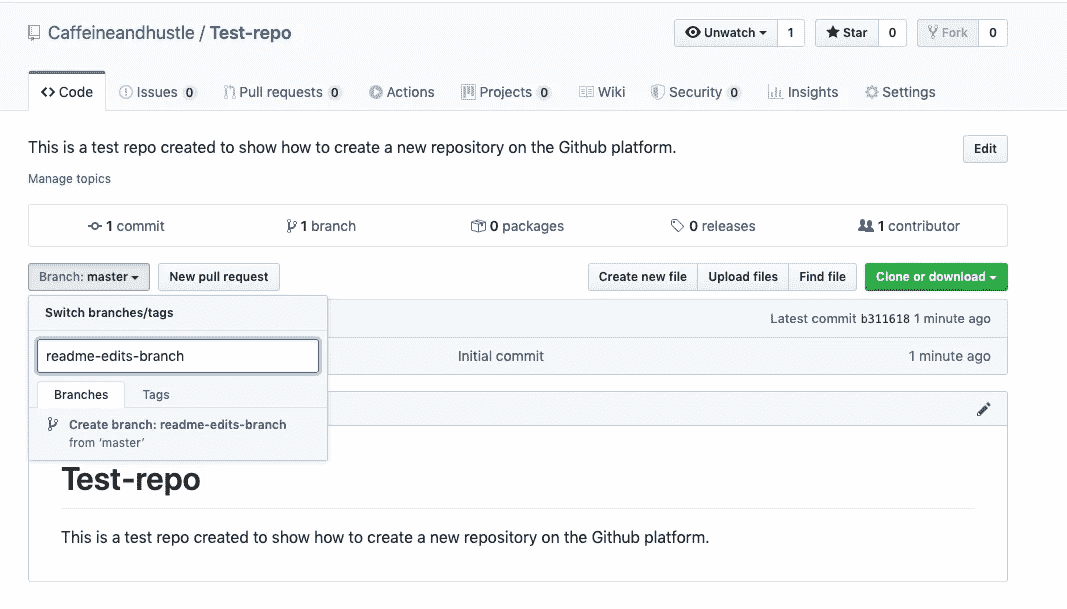 Caffeineandhustle / Test-repo
Unwatch 1 Star 0 Fork 0
Code Issues 0 Pull requests 0 Actions Projects 0 Wiki Security 0 Insights Settings
This is a test repo created to show how to create a new repository on the Github platform. Edit
Manage topics
1 commit 1 branch 0 packages 0 releases 1 contributor
Branch: master New pull request Create new file Upload files Find file Clone or download
Switch branches/tags
Latest commit b311618 1 minute ago
readme-edits-branch
Initial commit 1 minute ago
Branches Tags
Create branch: readme-edits-branch
from ‘master’
Test-repo
This is a test repo created to show how to create a new repository on the Github platform.